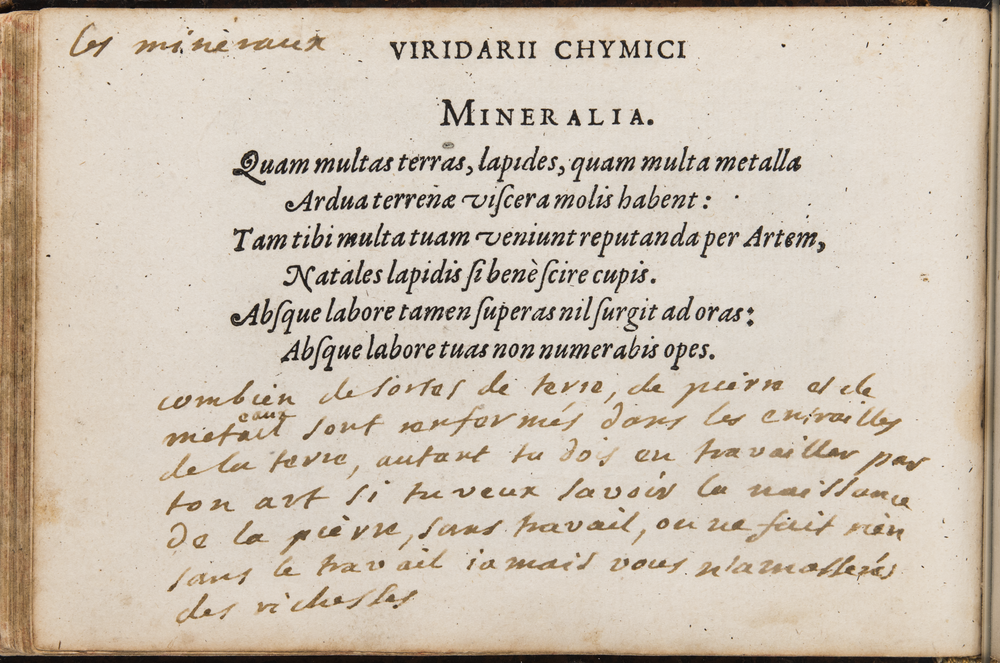 les minèraux
VIRIDARII CHYMICI
MINERALIA.
Quam multas terras, lapides, quam multa metalla
Ardua terrenæ viſcera molis habent:
Tam tibi multa tuam veniunt reputanda per Artem,
Natales lapidis ſi benè ſcire cupis.
Abſque labore tamen ſuperas nil ſurgit ad oras:
Abſque labore tuas non numerabis opes.
combien de sortes de terre, de pierre et de
metaux sont renfermés dans les entrailles
de la terre, autant tu dois en travailler par
ton art si tu veux savoir la naissance
de la pièrre, sans travail, on ne fait rien
sans le travail iamais vous n'amasserés
des richesses